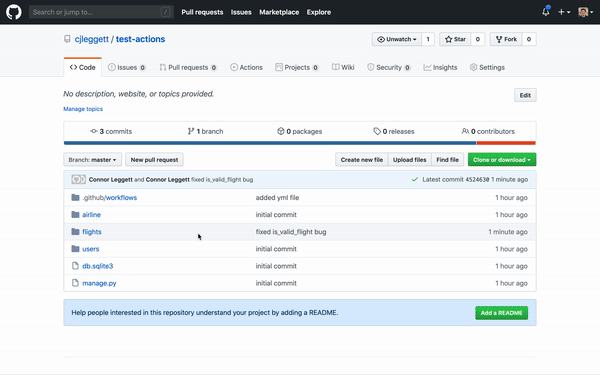 Search or jump to... /
Pull requests Issues Marketplace Explore
cjleggett / test-actions
Unwatch 1 Star 0 Fork 0
Code Issues 0 Pull requests 0 Actions Projects 0 Wiki Security 0 Insights Settings
No description, website, or topics provided. Edit
Manage topics
3 commits 1 branch 0 packages 0 releases 0 contributors
Branch: master New pull request Create new file Upload files Find file Clone or download
Connor Leggett and Connor Leggett fixed is_valid_flight bug Latest commit 4524630 1 minute ago
.github/workflows added yml file 1 hour ago
airline initial commit 1 hour ago
flights fixed is_valid_flight bug 1 minute ago
users initial commit 1 hour ago
db.sqlite3 initial commit 1 hour ago
manage.py initial commit 1 hour ago
Help people interested in this repository understand your project by adding a README. Add a README